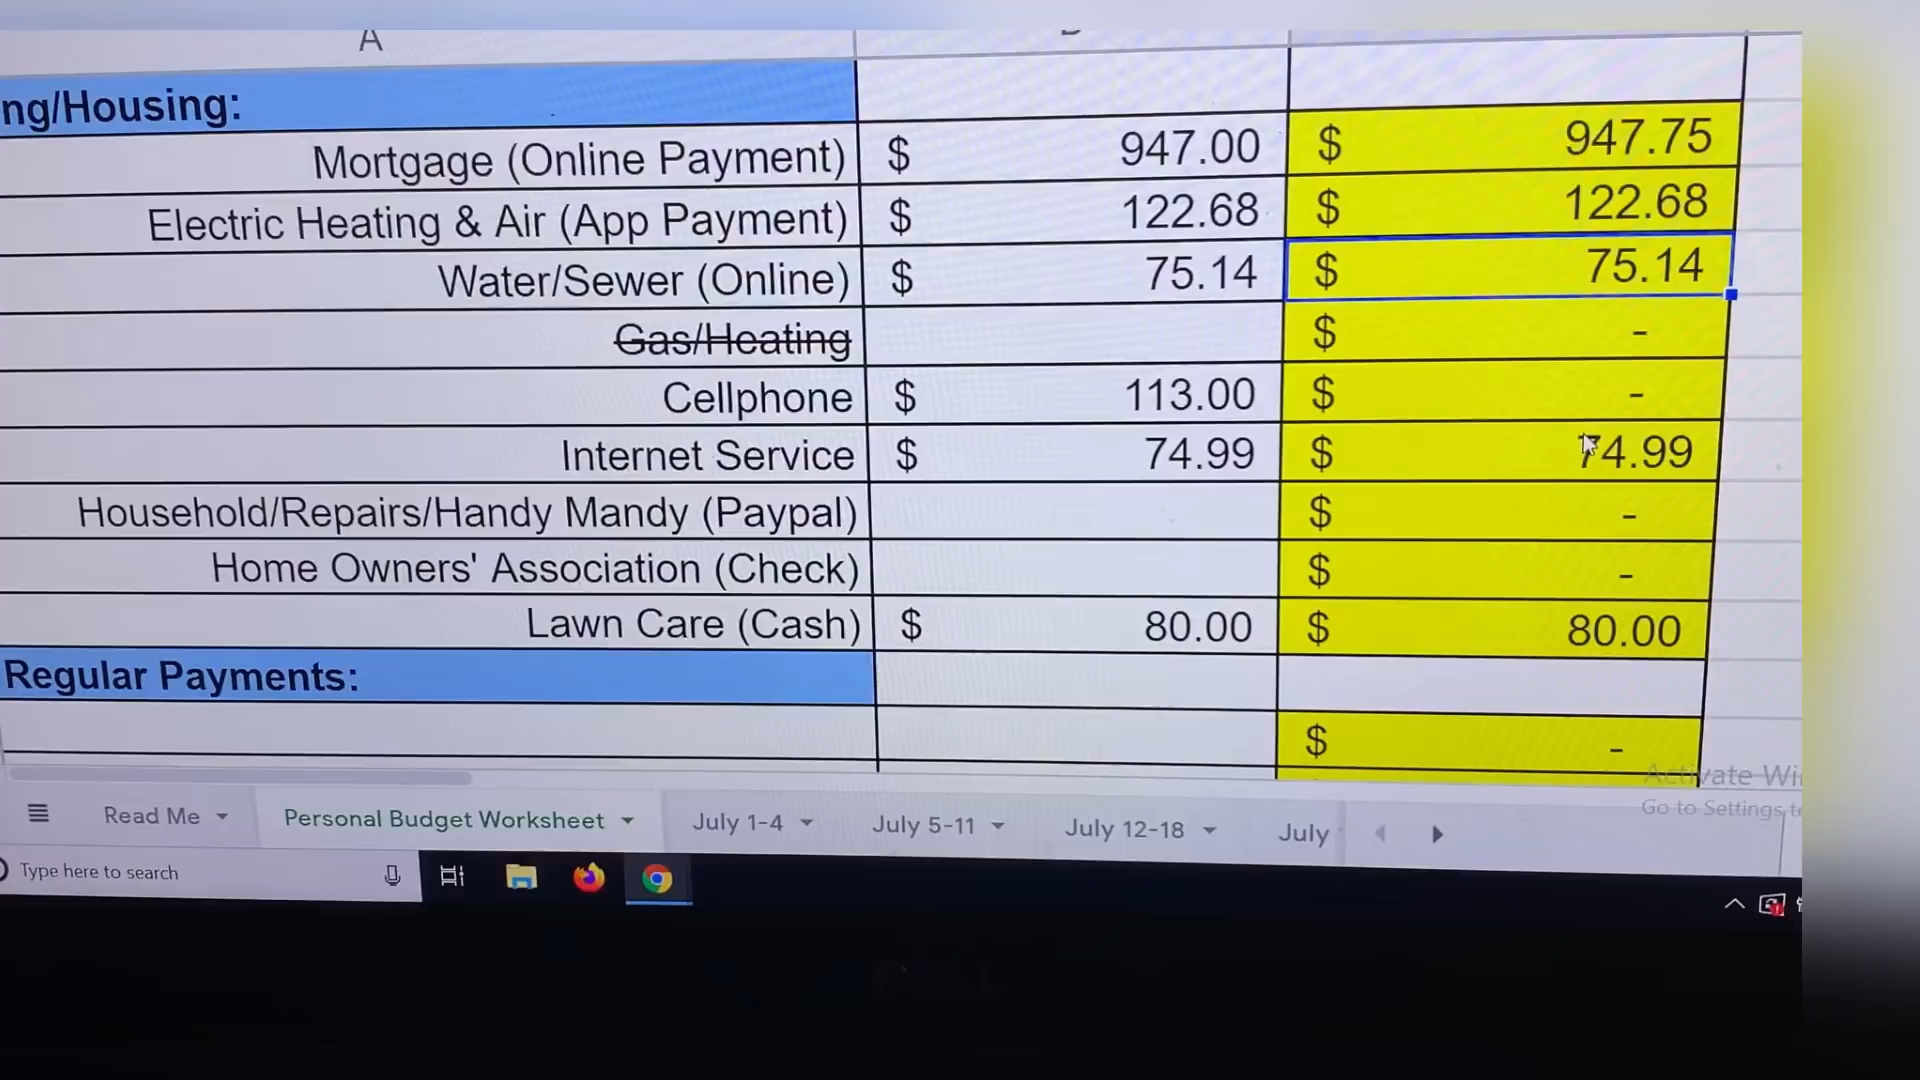 A
ng/Housing:
Mortgage (Online Payment) $ 947.00 $ 947.75
Electric Heating & Air (App Payment) $ 122.68 $ 122.68
Water/Sewer (Online) $ 75.14 $ 75.14
Gas/Heating $ -
Cellphone $ 113.00 $ -
Internet Service $ 74.99 $ 74.99
Household/Repairs/Handy Mandy (Paypal) $ -
Home Owners' Association (Check) $ -
Lawn Care (Cash) $ 80.00 $ 80.00
Regular Payments:
$ -
Activate Wi
Go to Settings to
Read Me Personal Budget Worksheet July 1-4 July 5-11 July 12-18 July
Type here to search